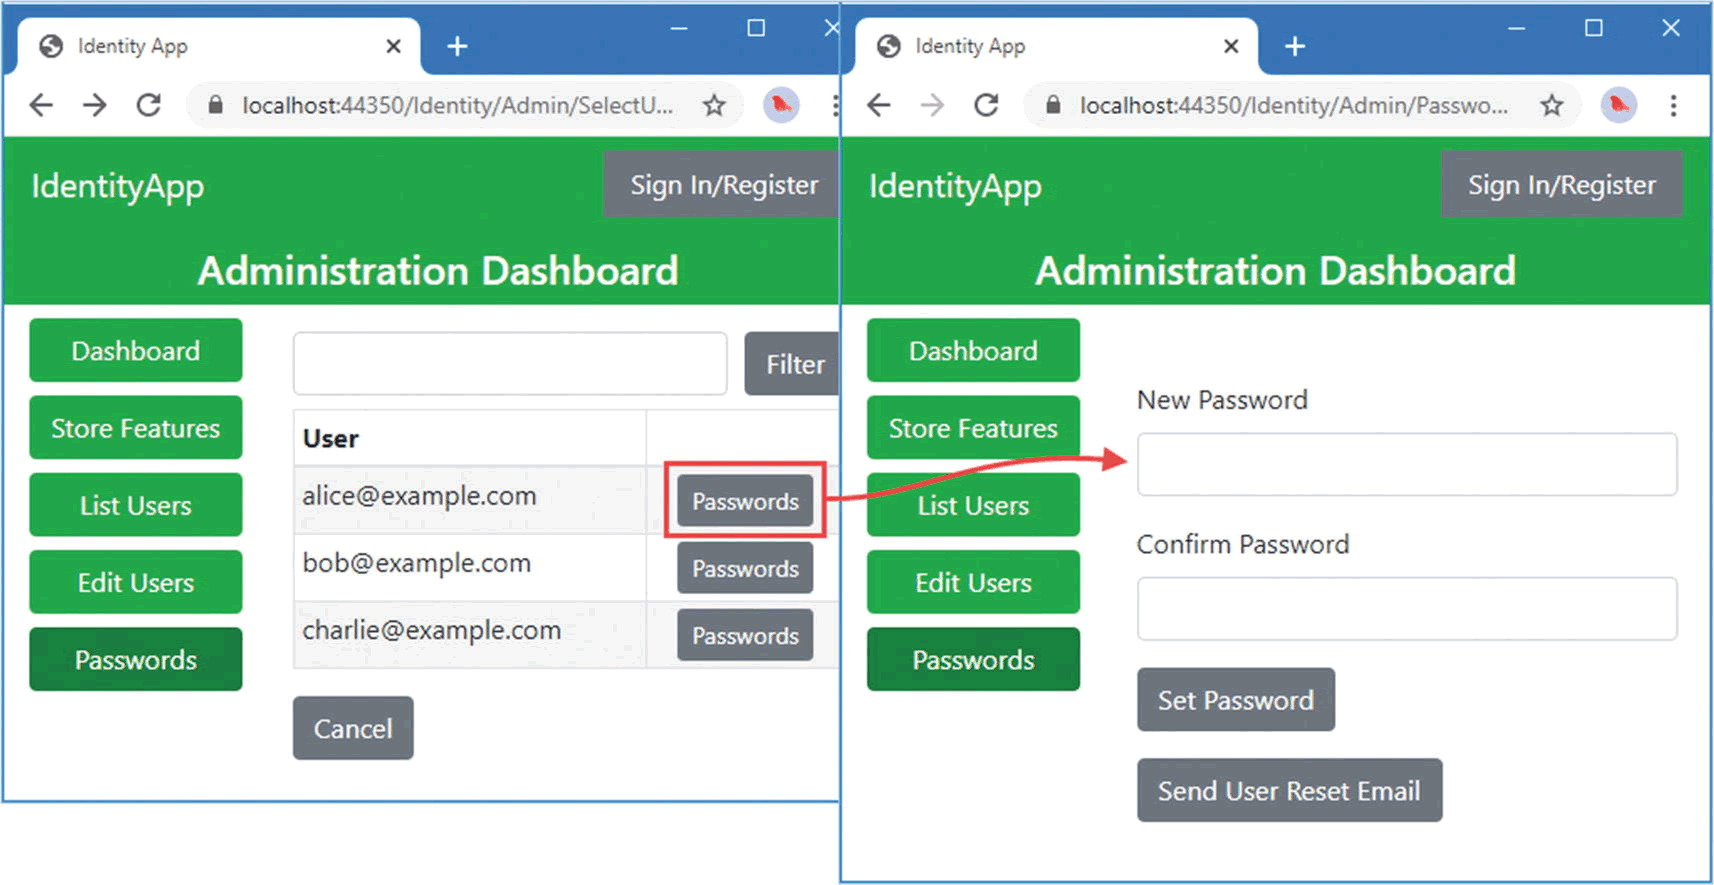 Identity App
localhost:44350/Identity/Admin/SelectU...
IdentityApp
Sign In/Register
Administration Dashboard
Dashboard
Store Features
List Users
Edit Users
Passwords
Filter
User
alice@example.com Passwords
bob@example.com Passwords
charlie@example.com Passwords
Cancel
Identity App
localhost:44350/Identity/Admin/Passwo...
IdentityApp
Sign In/Register
Administration Dashboard
Dashboard
Store Features
List Users
Edit Users
Passwords
New Password
Confirm Password
Set Password
Send User Reset Email